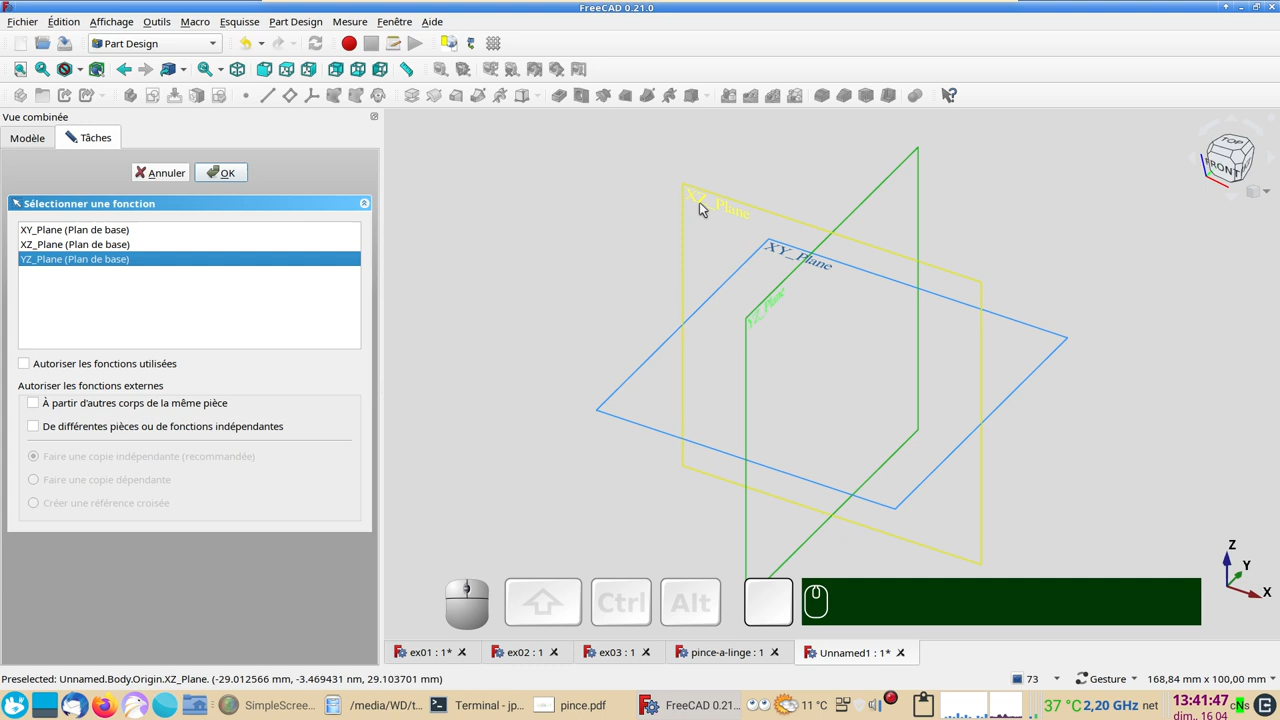 FreeCAD 0.21.0
Fichier Édition Affichage Outils Macro Esquisse Part Design Mesure Fenêtre Aide
Part Design
Vue combinée
Modèle Tâches
Annuler OK
Sélectionner une fonction
XY_Plane (Plan de base)
XZ_Plane (Plan de base)
YZ_Plane (Plan de base)
Autoriser les fonctions utilisées
Autoriser les fonctions externes
À partir d'autres corps de la même pièce
De différentes pièces ou de fonctions indépendantes
Faire une copie indépendante (recommandée)
Faire une copie dépendante
Créer une référence croisée
XZ_Plane
XY_Plane
YZ_Plane
TOP
FRONT
Z
Y
X
Ctrl Alt
ex01 : 1* ex02 : 1 ex03 : 1 pince-a-linge : 1 Unnamed1 : 1*
Preselected: Unnamed.Body.Origin.XZ_Plane. (-29.012566 mm, -3.469431 mm, 29.103701 mm) 73 Gesture 168,84 mm x 100,00 mm
SimpleScree... /media/WD/t... Terminal - jp... pince.pdf FreeCAD 0.21... 11 °C 37 °C 2,20 GHz net 13:41:47
dim., 16 04